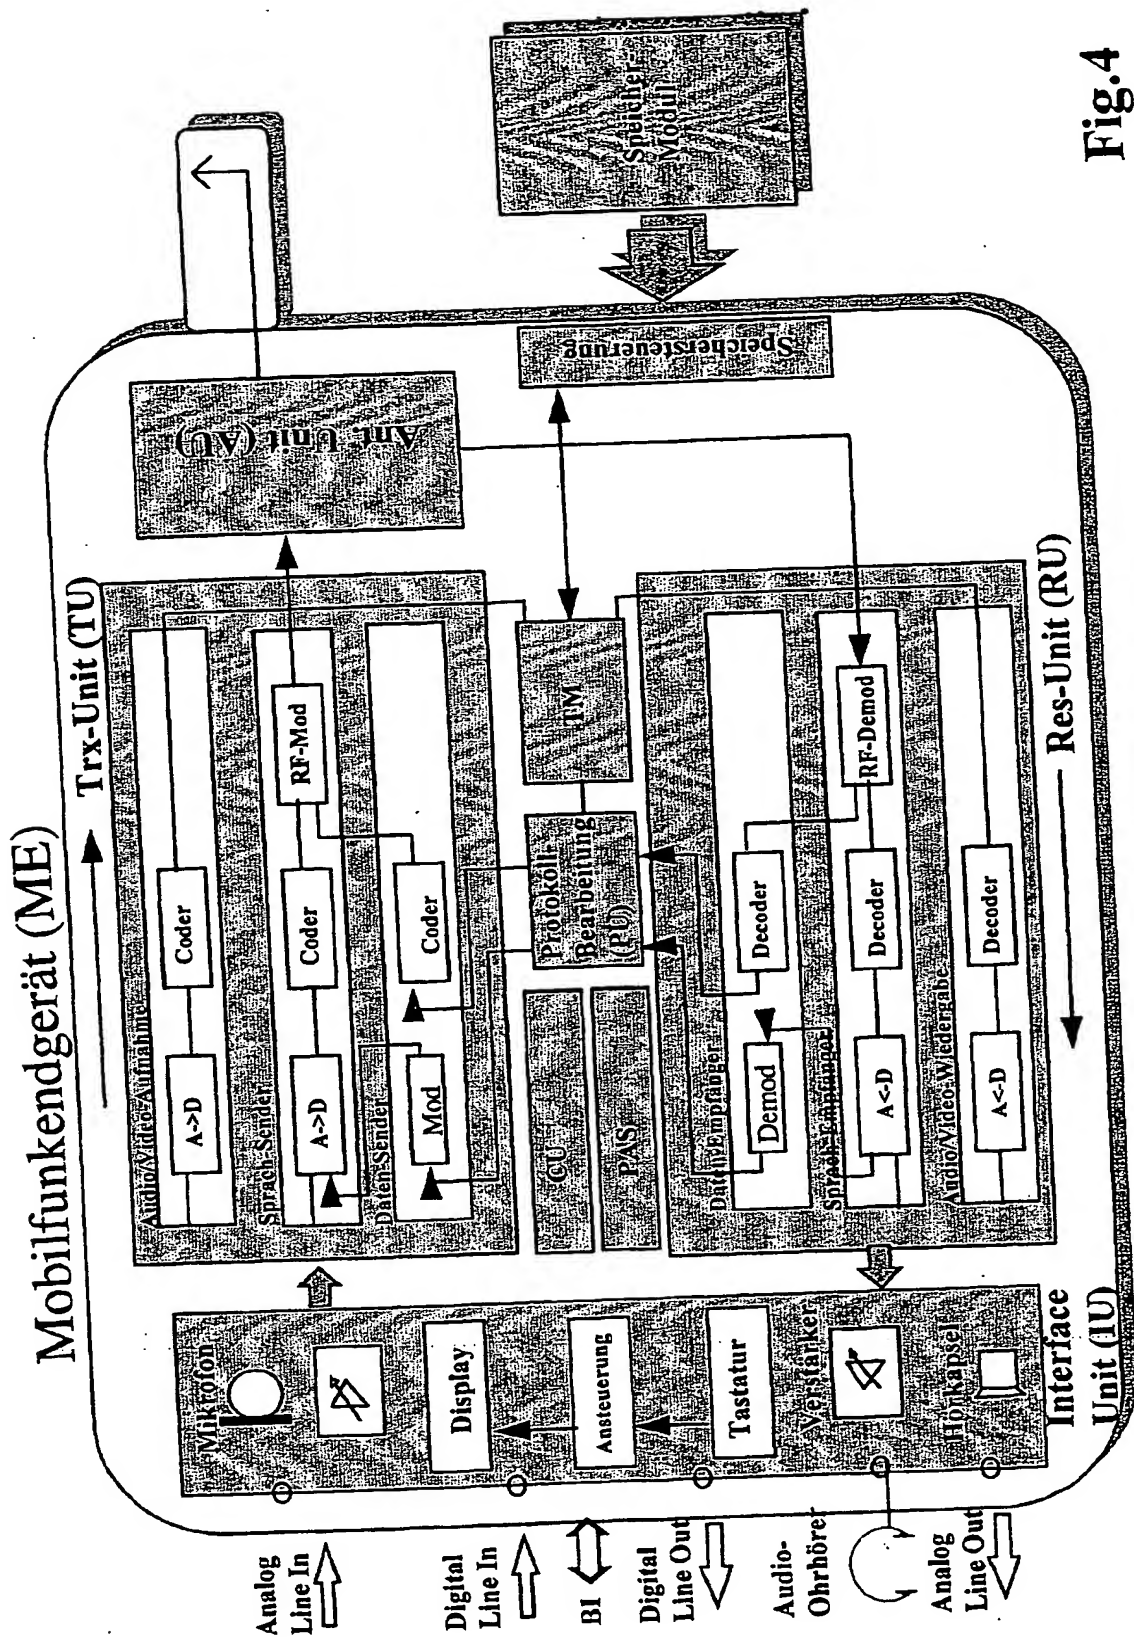 Mobilfunkendgerät (ME)
Trx-Unit (TU)
Audio/Video-Aufnahme
A->D
Coder
Sprach-Sender
A->D
Coder
RF-Mod
Daten-Sender
Mod
Coder
Ant. Unit (AU)
CU
PAS
Protokoll-
Bearbeitung
(PU)
TM
Speichersteuerung
Speicher-
Modul
Daten-Empfänger
Demod
Decoder
Sprach-Empfänger
A<-D
Decoder
RF-Demod
Audio/Video-Wiedergabe
A<-D
Decoder
Res-Unit (RU)
Mikrofon
Display
Ansteuerung
Tastatur
Verstärker
Hörkapsel
Interface
Unit (IU)
Analog
Line In
Digital
Line In
BI
Digital
Line Out
Audio-
Ohrhörer
Analog
Line Out
Fig.4